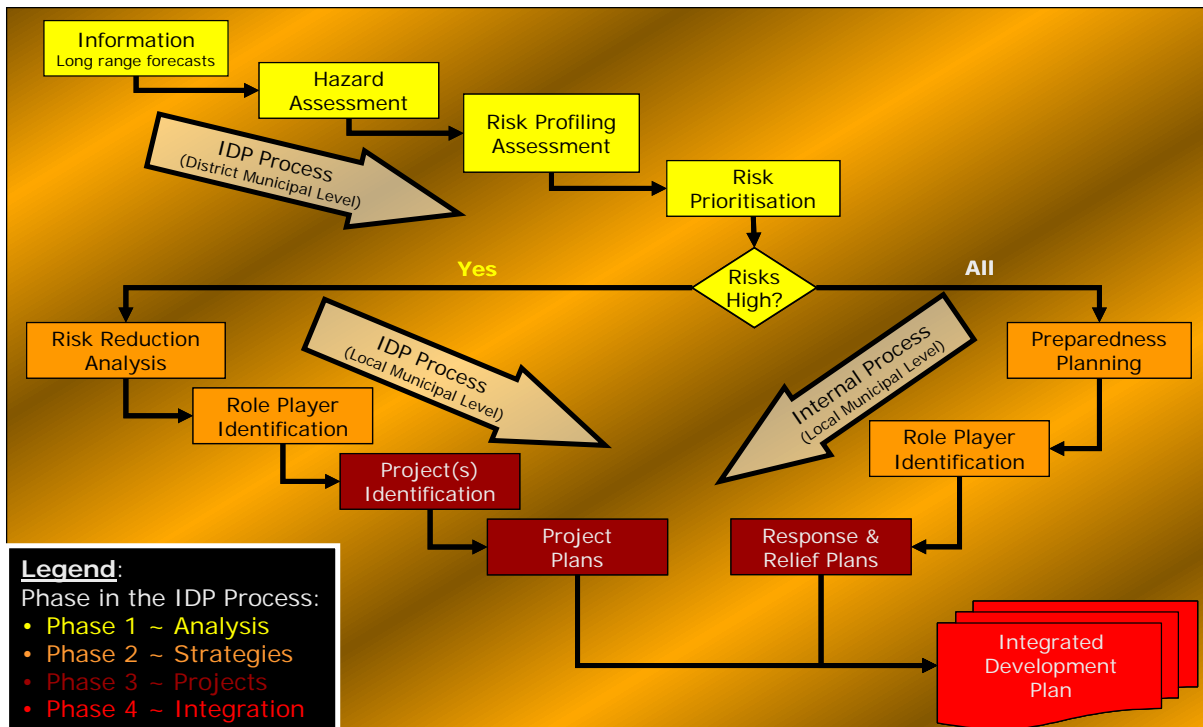 Information
Long range forecasts
Hazard
Assessment
Risk Profiling
Assessment
IDP Process
(District Municipal Level)
Risk
Prioritisation
Yes
Risks
High?
All
Risk Reduction
Analysis
IDP Process
(Local Municipal Level)
Internal Process
(Local Municipal Level)
Preparedness
Planning
Role Player
Identification
Role Player
Identification
Project(s)
Identification
Project
Plans
Response &
Relief Plans
Legend:
Phase in the IDP Process:
• Phase 1 ~ Analysis
• Phase 2 ~ Strategies
• Phase 3 ~ Projects
• Phase 4 ~ Integration
Integrated
Development
Plan